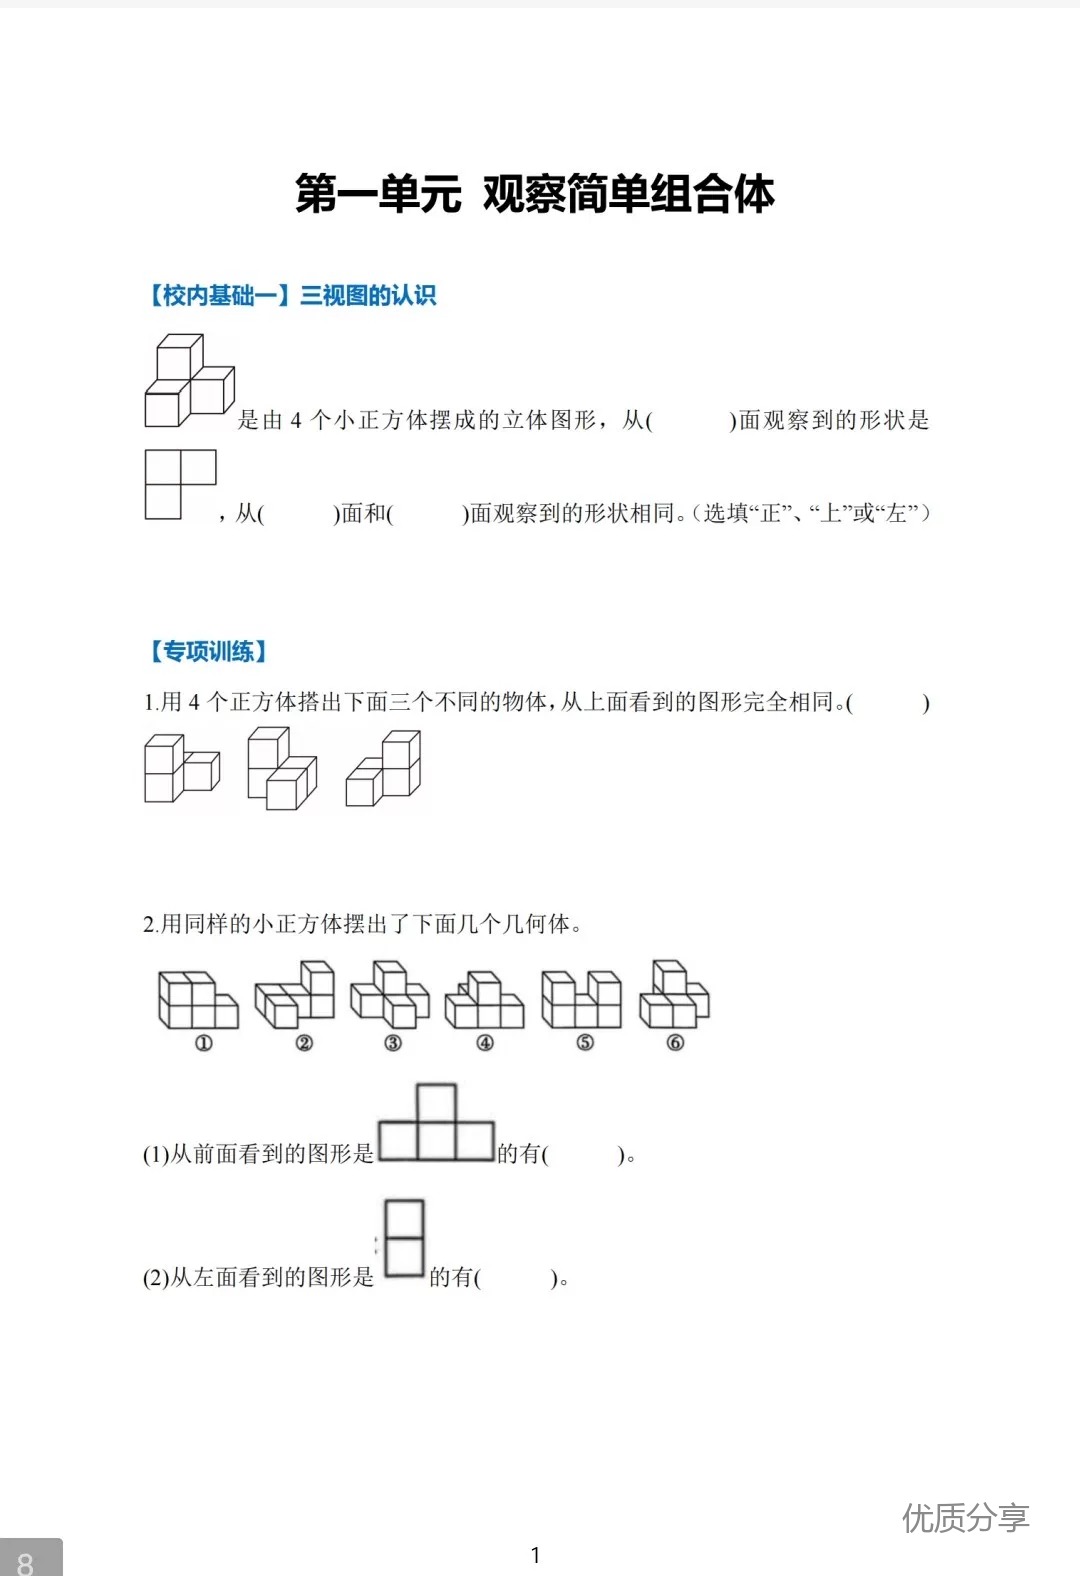 第一单元 观察简单组合体
【校内基础一】三视图的认识
是由 4 个小正方体摆成的立体图形，从( )面观察到的形状是
，从( )面和( )面观察到的形状相同。（选填“正”、“上”或“左”）
【专项训练】
1.用 4 个正方体搭出下面三个不同的物体，从上面看到的图形完全相同。( )
2.用同样的小正方体摆出了下面几个几何体。
① ② ③ ④ ⑤ ⑥
(1)从前面看到的图形是 的有( )。
(2)从左面看到的图形是 的有( )。
优质分享
8
1